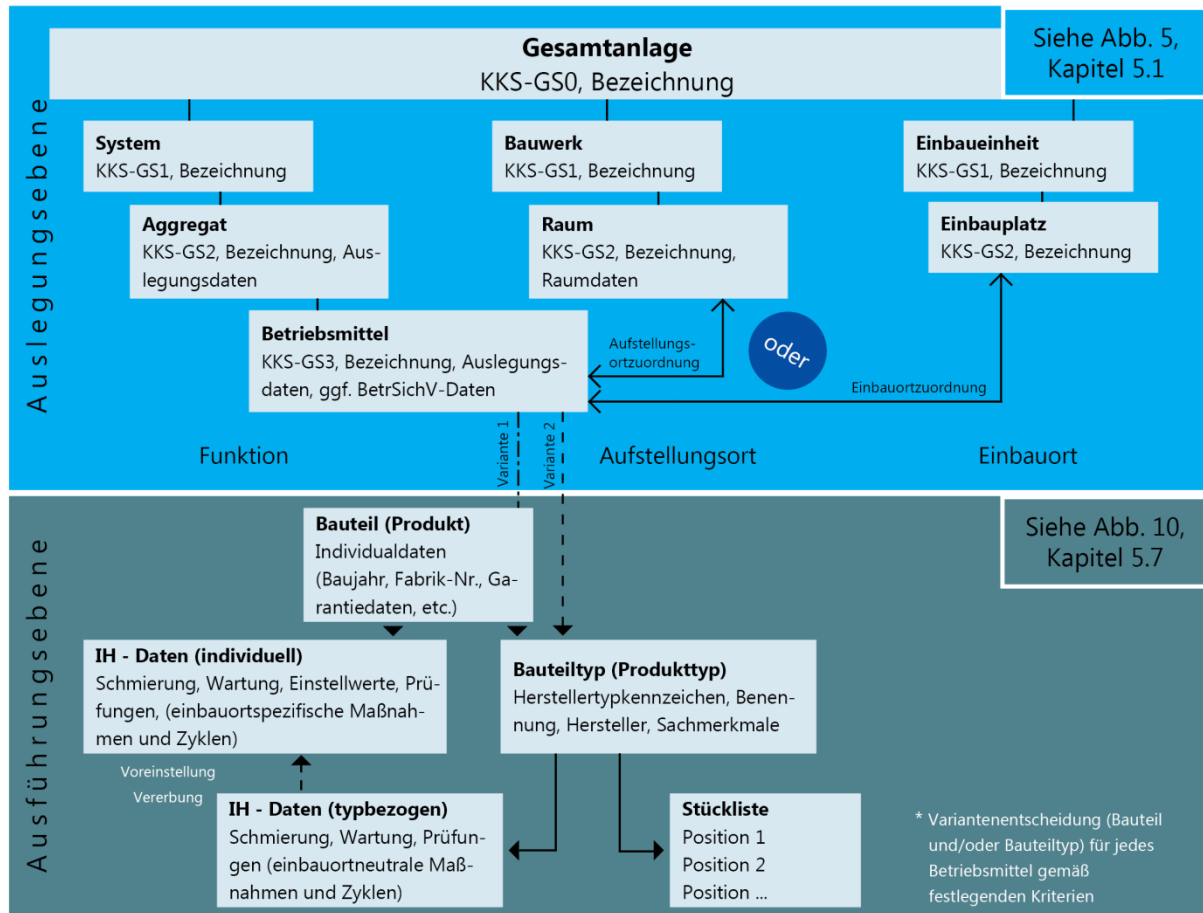 Gesamtanlage
KKS-GS0, Bezeichnung
Siehe Abb. 5,
Kapitel 5.1
Auslegungsebene
System
KKS-GS1, Bezeichnung
Bauwerk
KKS-GS1, Bezeichnung
Einbaueinheit
KKS-GS1, Bezeichnung
Aggregat
KKS-GS2, Bezeichnung, Aus-
legungsdaten
Raum
KKS-GS2, Bezeichnung,
Raumdaten
Einbauplatz
KKS-GS2, Bezeichnung
Betriebsmittel
KKS-GS3, Bezeichnung, Auslegungs-
daten, ggf. BetrSichV-Daten
Aufstellungs-
ortzuordnung
oder
Einbauortzuordnung
Funktion
Variante 1
Variante 2
Aufstellungsort
Einbauort
Ausführungsebene
Siehe Abb. 10,
Kapitel 5.7
Bauteil (Produkt)
Individualdaten
(Baujahr, Fabrik-Nr., Ga-
rantiedaten, etc.)
IH - Daten (individuell)
Schmierung, Wartung, Einstellwerte, Prü-
fungen, (einbauortspezifische Maßnah-
men und Zyklen)
Bauteiltyp (Produkttyp)
Herstellertypkennzeichen, Benen-
nung, Hersteller, Sachmerkmale
Voreinstellung
Vererbung
IH - Daten (typbezogen)
Schmierung, Wartung, Prüfun-
gen (einbauortneutrale Maß-
nahmen und Zyklen)
Stückliste
Position 1
Position 2
Position ...
* Variantenentscheidung (Bauteil
und/oder Bauteiltyp) für jedes
Betriebsmittel gemäß
festlegenden Kriterien